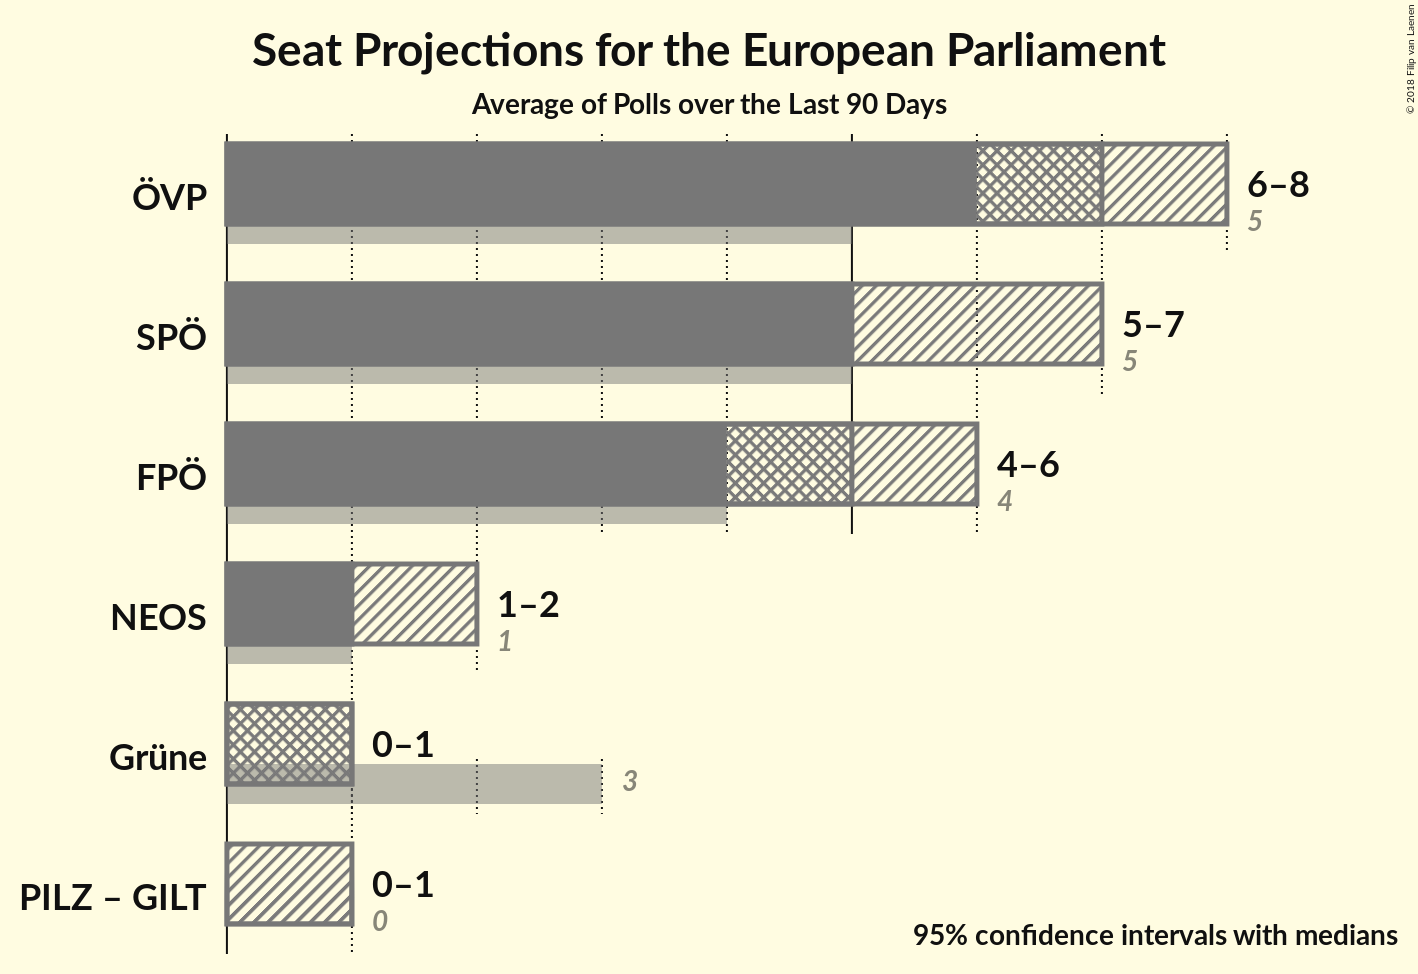 Seat Projections for the European Parliament
Average of Polls over the Last 90 Days
© 2018 Filip van Laenen
ÖVP
6–8
5
SPÖ
5–7
5
FPÖ
4–6
4
NEOS
1–2
1
Grüne
0–1
3
PILZ – GILT
0–1
0
95% confidence intervals with medians